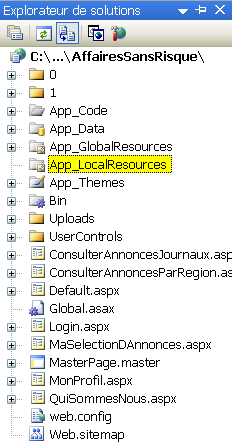 Explorateur de solutions
C:\...\AffairesSansRisque\
0
1
App_Code
App_Data
App_GlobalResources
App_LocalResources
App_Themes
Bin
Uploads
UserControls
ConsulterAnnoncesJournaux.aspx
ConsulterAnnoncesParRegion.asp
Default.aspx
Global.asax
Login.aspx
MaSelectionDAnnonces.aspx
MasterPage.master
MonProfil.aspx
QuiSommesNous.aspx
web.config
Web.sitemap